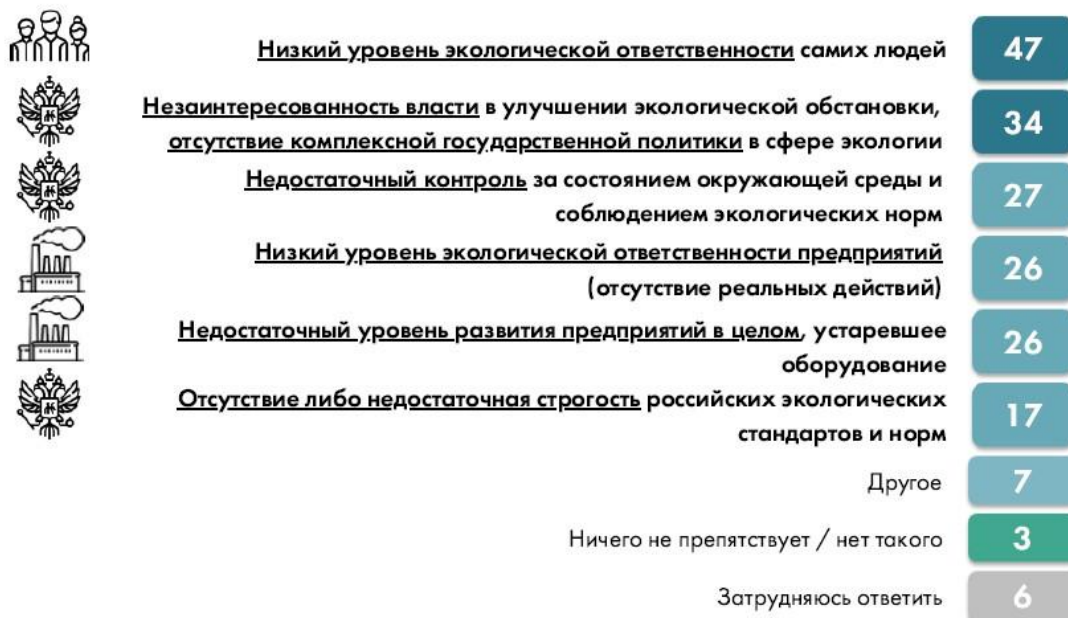 Низкий уровень экологической ответственности самих людей 47
Незаинтересованность власти в улучшении экологической обстановки,
отсутствие комплексной государственной политики в сфере экологии 34
Недостаточный контроль за состоянием окружающей среды и
соблюдением экологических норм 27
Низкий уровень экологической ответственности предприятий
(отсутствие реальных действий) 26
Недостаточный уровень развития предприятий в целом, устаревшее
оборудование 26
Отсутствие либо недостаточная строгость российских экологических
стандартов и норм 17
Другое 7
Ничего не препятствует / нет такого 3
Затрудняюсь ответить 6